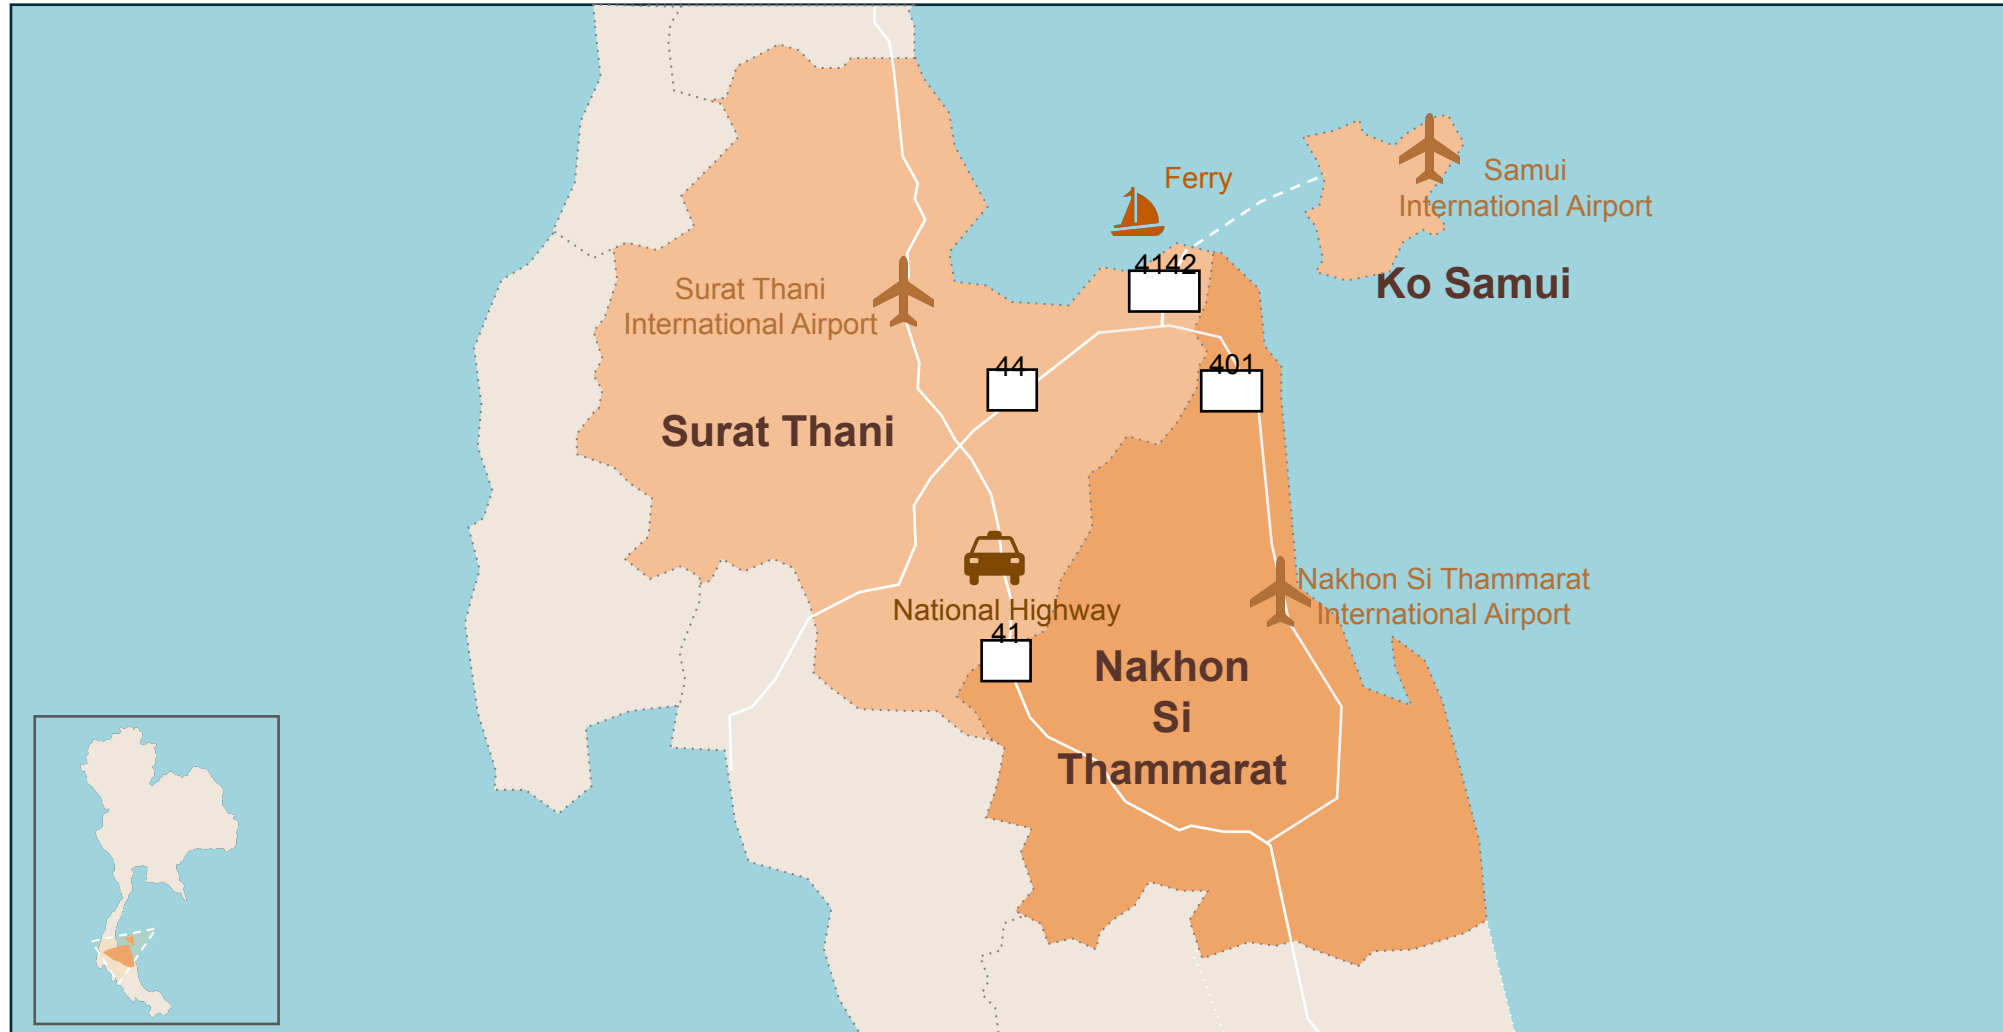 Ferry
Samui
International Airport
Ko Samui
4142
Surat Thani
International Airport
44
401
Surat Thani
National Highway
41
Nakhon Si Thammarat
International Airport
Nakhon
Si
Thammarat